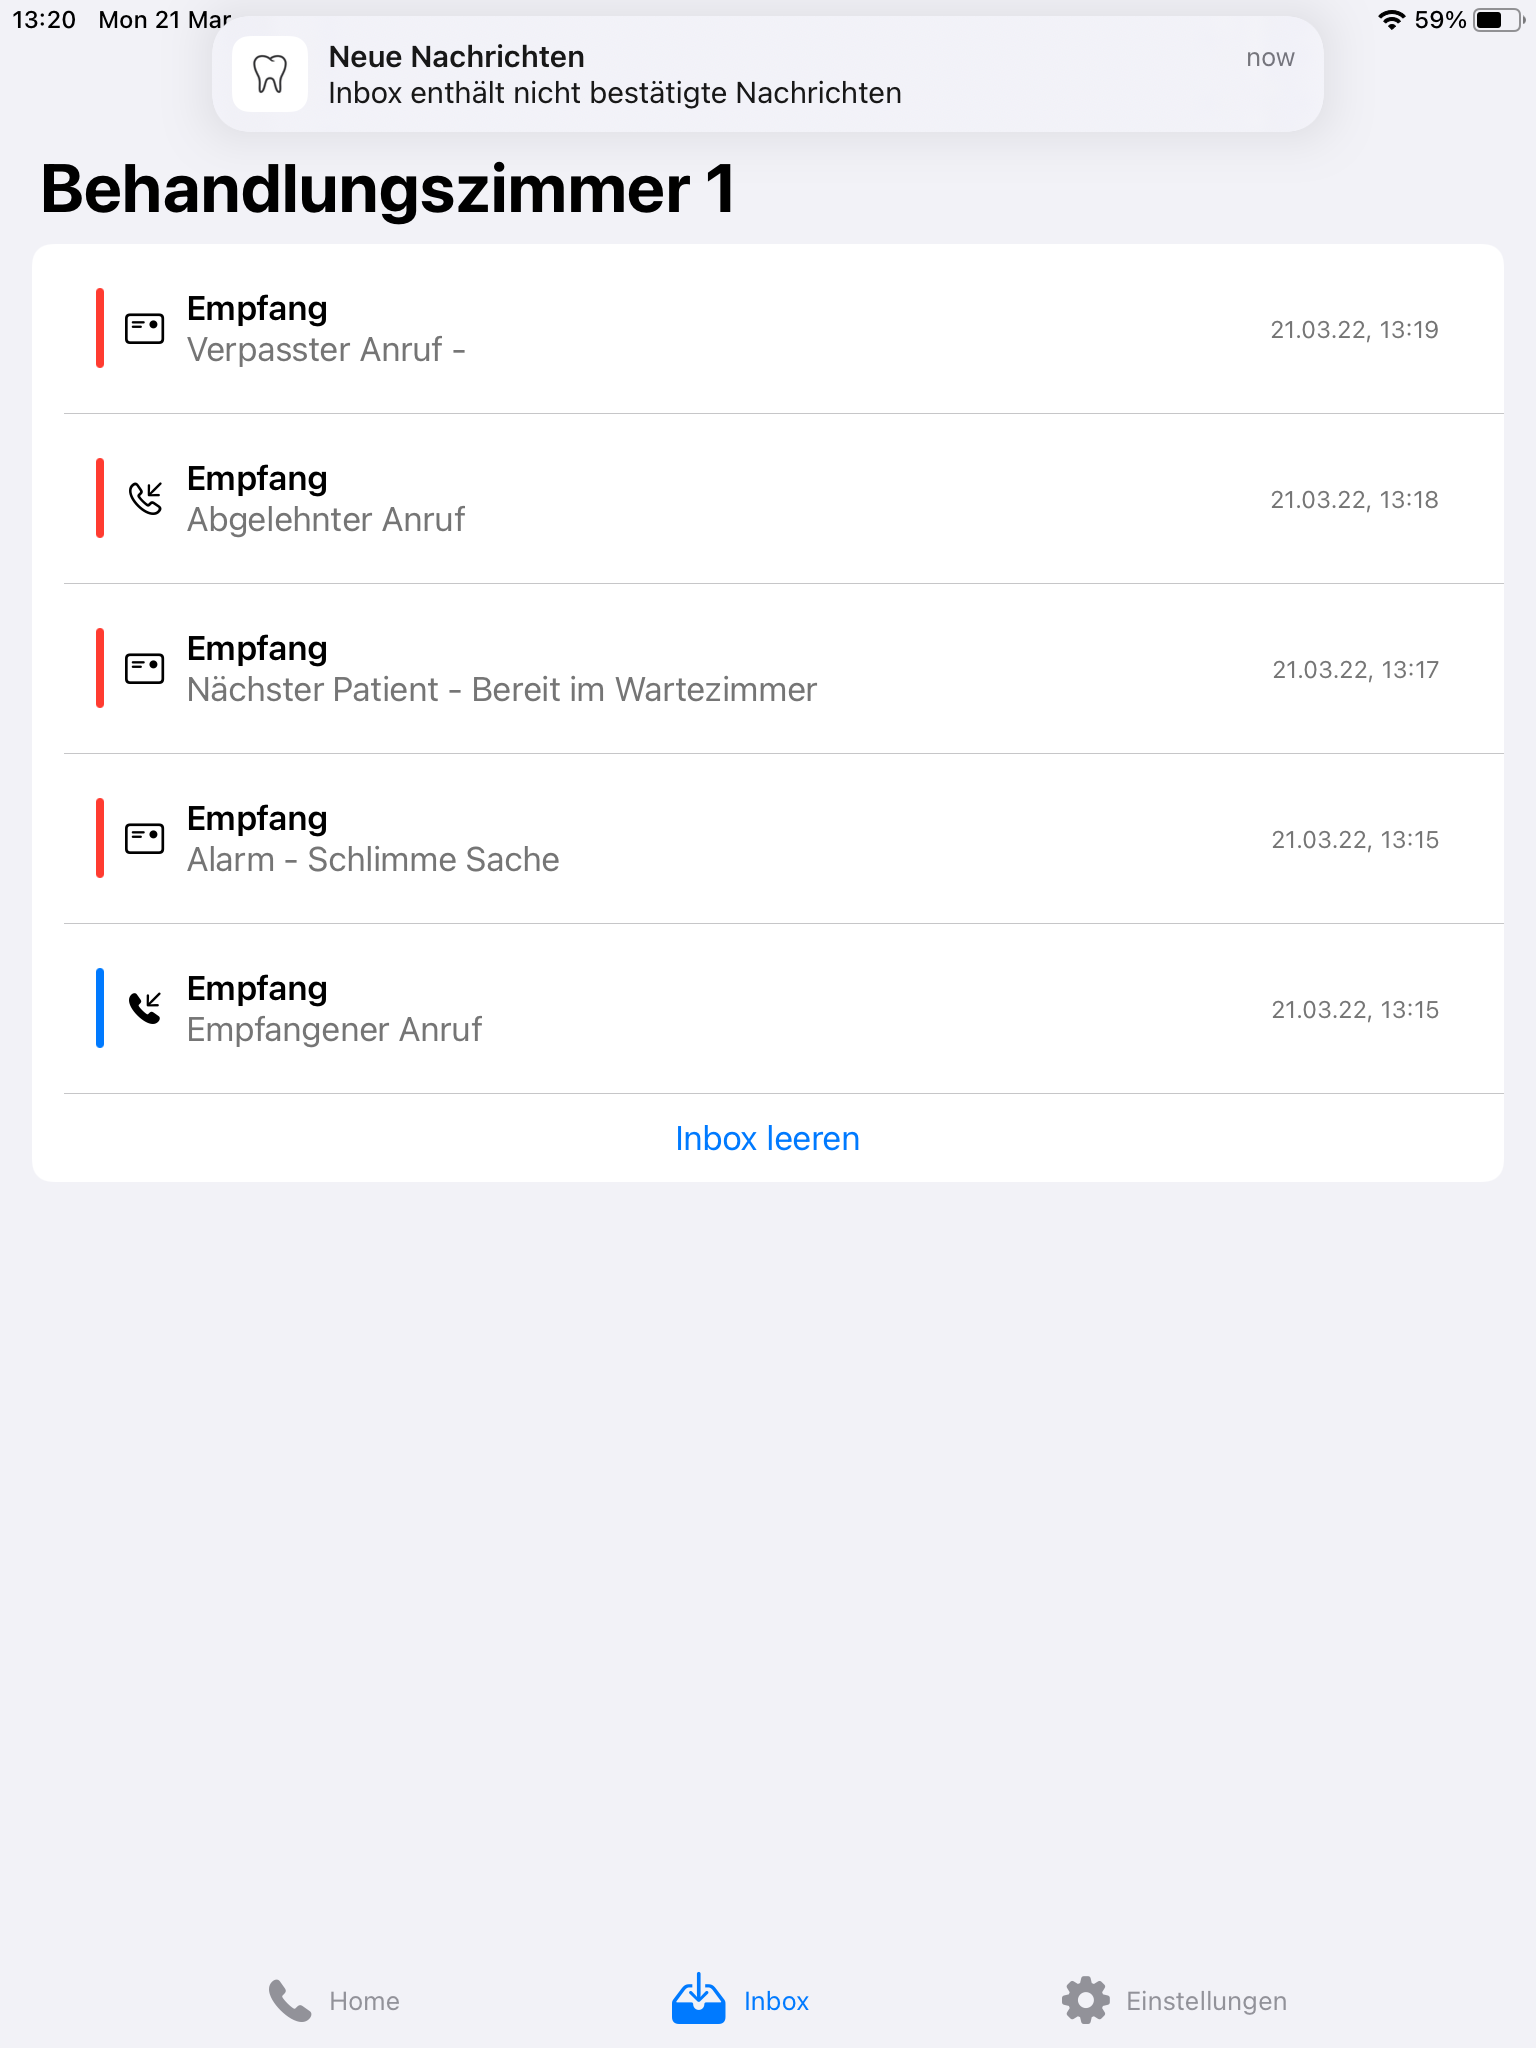 13:20 Mon 21 Mar
59%
Neue Nachrichten
now
Inbox enthält nicht bestätigte Nachrichten
Behandlungszimmer 1
Empfang
Verpasster Anruf -
21.03.22, 13:19
Empfang
Abgelehnter Anruf
21.03.22, 13:18
Empfang
Nächster Patient - Bereit im Wartezimmer
21.03.22, 13:17
Empfang
Alarm - Schlimme Sache
21.03.22, 13:15
Empfang
Empfangener Anruf
21.03.22, 13:15
Inbox leeren
Home
Inbox
Einstellungen